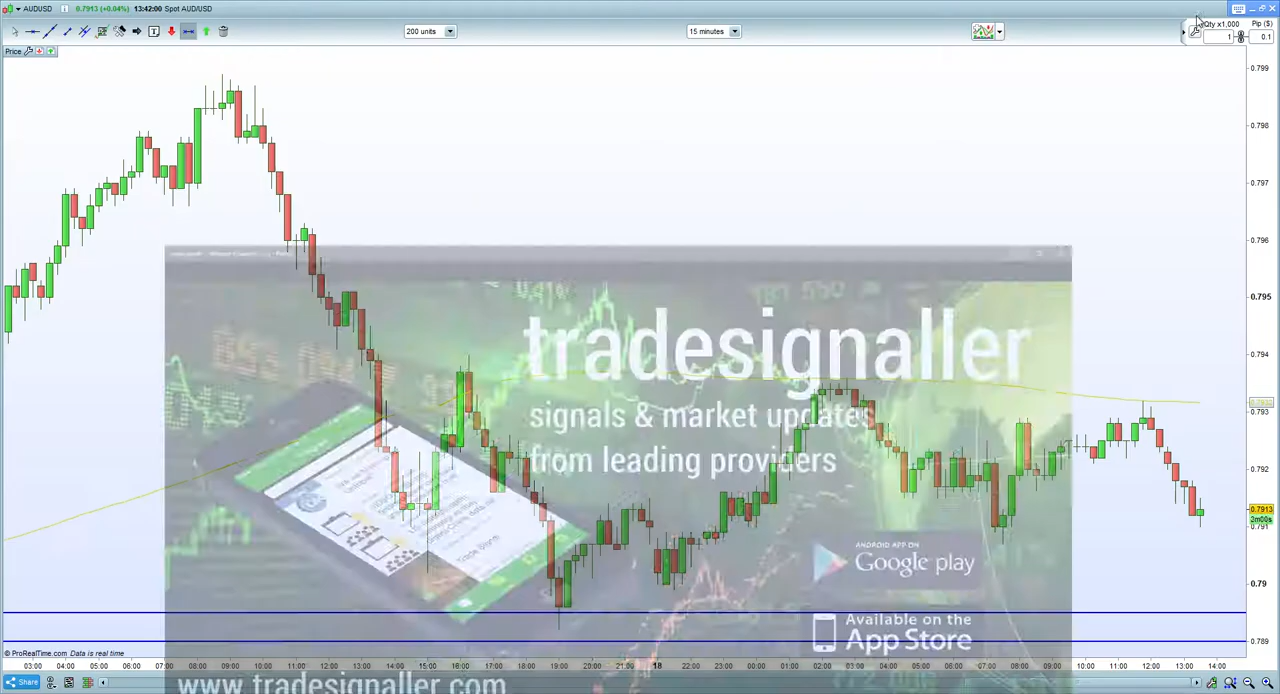 AUDUSD 0.7913 (+0.04%) 13:42:00 Spot AUD/USD
Qty x1,000 Pip ($)
200 units 15 minutes 1 0.1
Price
0.799
0.798
0.797
0.796
0.795
0.794
0.793
0.792
0.7913
2m00s
0.791
0.79
0.789
tradesignaller
signals & market updates
from leading providers
ANDROID APP ON
Google play
Available on the
App Store
© ProRealTime.com Data is real time
03:00 04:00 05:00 06:00 07:00 08:00 09:00 10:00 11:00 12:00 13:00 14:00 15:00 16:00 17:00 18:00 19:00 20:00 21:00 18 22:00 23:00 00:00 01:00 02:00 03:00 04:00 05:00 06:00 07:00 08:00 09:00 10:00 11:00 12:00 13:00 14:00
Share
www.tradesignaller.com